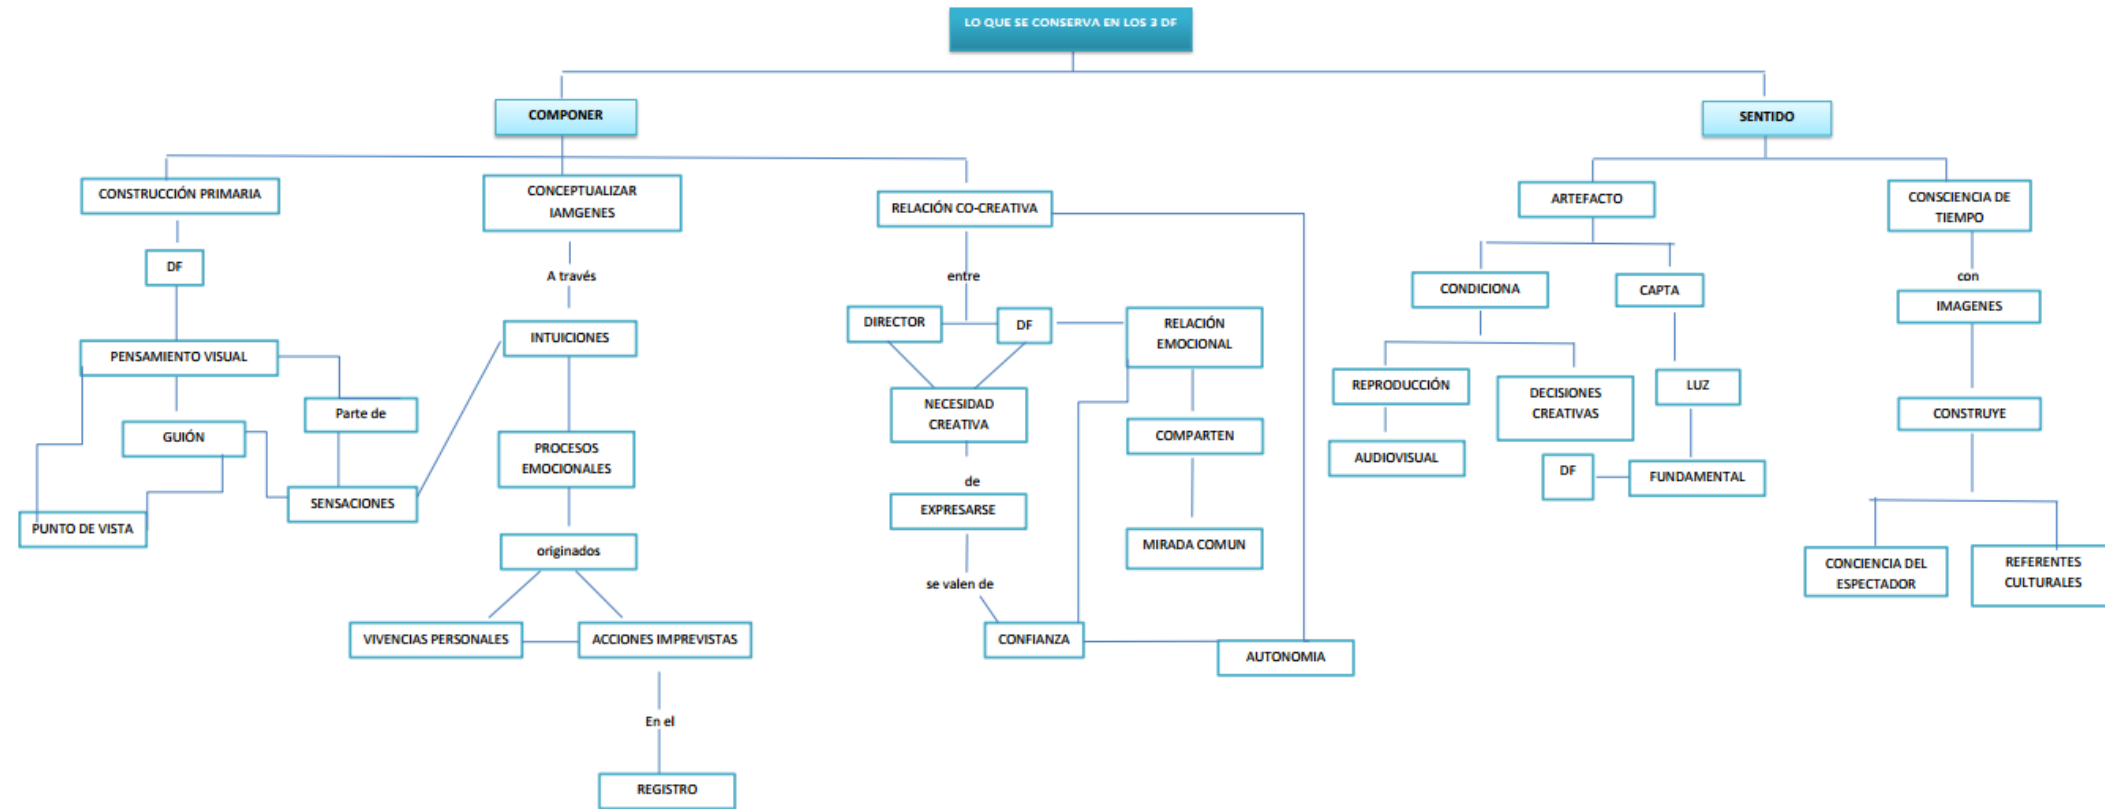 LO QUE SE CONSERVA EN LOS 3 DF
COMPONER
SENTIDO
CONSTRUCCIÓN PRIMARIA
DF
PENSAMIENTO VISUAL
Parte de
GUIÓN
SENSACIONES
PUNTO DE VISTA
CONCEPTUALIZAR
IAMGENES
A través
INTUICIONES
PROCESOS
EMOCIONALES
originados
VIVENCIAS PERSONALES
ACCIONES IMPREVISTAS
En el
REGISTRO
RELACIÓN CO-CREATIVA
entre
DIRECTOR
DF
RELACIÓN
EMOCIONAL
NECESIDAD
CREATIVA
COMPARTEN
de
EXPRESARSE
MIRADA COMUN
se valen de
CONFIANZA
AUTONOMIA
ARTEFACTO
CONDICIONA
CAPTA
REPRODUCCIÓN
DECISIONES
CREATIVAS
LUZ
AUDIOVISUAL
DF
FUNDAMENTAL
CONSCIENCIA DE
TIEMPO
con
IMAGENES
CONSTRUYE
CONCIENCIA DEL
ESPECTADOR
REFERENTES
CULTURALES